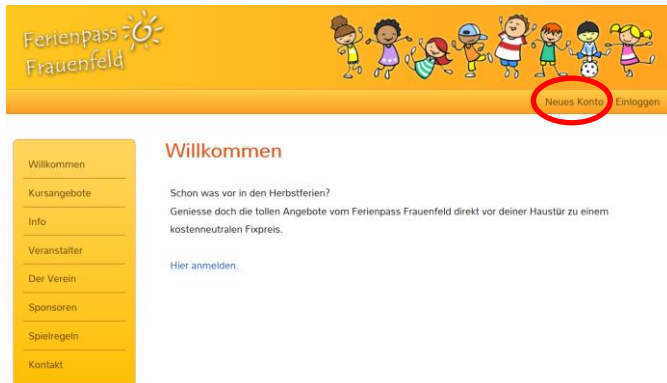 Ferienpass
Frauenfeld
Neues Konto Einloggen
Willkommen
Kursangebote
Info
Veranstalter
Der Verein
Sponsoren
Spielregeln
Kontakt
Willkommen
Schon was vor in den Herbstferien?
Geniesse doch die tollen Angebote vom Ferienpass Frauenfeld direkt vor deiner Haustür zu einem
kostenneutralen Fixpreis.
Hier anmelden.